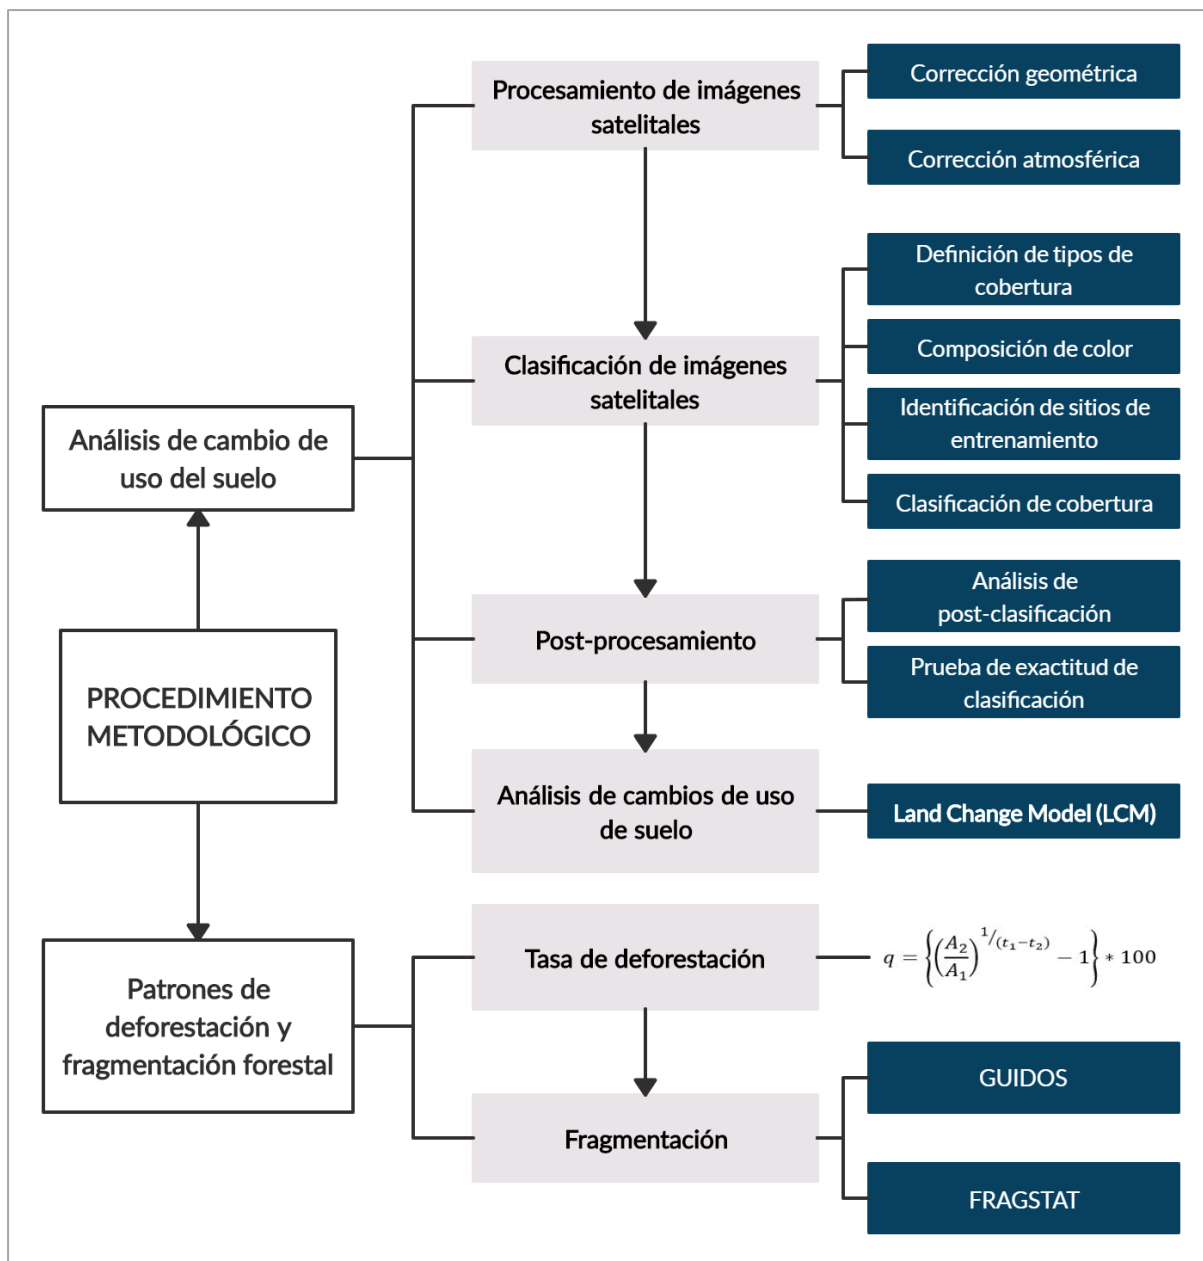 Procesamiento de imágenes
satelitales
Corrección geométrica
Corrección atmosférica
Definición de tipos de
cobertura
Composición de color
Clasificación de imágenes
satelitales
Identificación de sitios de
entrenamiento
Clasificación de cobertura
Análisis de cambio de
uso del suelo
Análisis de
post-clasificación
Post-procesamiento
Prueba de exactitud de
clasificación
PROCEDIMIENTO
METODOLÓGICO
Análisis de cambios de uso
de suelo
Land Change Model (LCM)
Tasa de deforestación
q = {(A₂/A₁)^{1/(t₁−t₂)} − 1} * 100
Patrones de
deforestación y
fragmentación forestal
GUIDOS
Fragmentación
FRAGSTAT